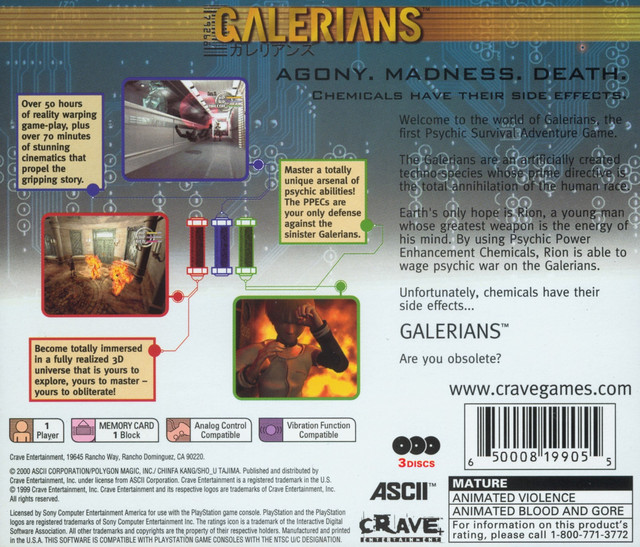 GALERIANS™
ガレリアンズ
AGONY. MADNESS. DEATH.
CHEMICALS HAVE THEIR SIDE EFFECTS.
Over 50 hours
of reality warping
game-play, plus
over 70 minutes
of stunning
cinematics that
propel the
gripping story.
Master a totally
unique arsenal of
psychic abilities!
The PPECs are
your only defense
against the
sinister Galerians.
Become totally immersed
in a fully realized 3D
universe that is yours to
explore, yours to master –
yours to obliterate!
Welcome to the world of Galerians, the
first Psychic Survival Adventure Game.
The Galerians are an artificially created
techno-species whose prime directive is
the total annihilation of the human race.
Earth's only hope is Rion, a young man
whose greatest weapon is the energy of
his mind. By using Psychic Power
Enhancement Chemicals, Rion is able to
wage psychic war on the Galerians.
Unfortunately, chemicals have their
side effects...
GALERIANS™
Are you obsolete?
www.cravegames.com
1
Player
MEMORY CARD
1 Block
Analog Control
Compatible
Vibration Function
Compatible
Crave Entertainment, 19645 Rancho Way, Rancho Dominguez, CA 90220.
© 2000 ASCII CORPORATION/POLYGON MAGIC, INC./ CHINFA KANG/SHO_U TAJIMA. Published and distributed by
Crave Entertainment, Inc. under license from ASCII Corporation. Crave Entertainment is a registered trademark in the U.S.
© 1999 Crave Entertainment, Inc. Crave Entertainment and its respective logos are trademarks of Crave Entertainment, Inc.
All rights reserved.
Licensed by Sony Computer Entertainment America for use with the PlayStation game console. PlayStation and the PlayStation
logos are registered trademarks of Sony Computer Entertainment Inc. The ratings icon is a trademark of the Interactive Digital
Software Association. All other trademarks and copyrights are the property of their respective holders. Manufactured and printed
in the U.S.A. THIS SOFTWARE IS COMPATIBLE WITH PLAYSTATION GAME CONSOLES WITH THE NTSC U/C DESIGNATION.
3 DISCS
ASCII™
CRAVE
ENTERTAINMENT
6 50008 19905 5
MATURE
ANIMATED VIOLENCE
ANIMATED BLOOD AND GORE
For information on this product's
rating, please call 1-800-771-3772